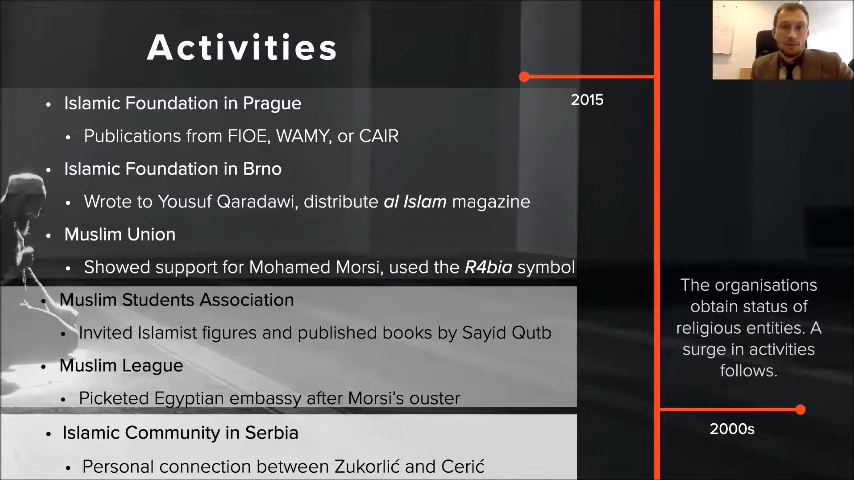 Activities
• Islamic Foundation in Prague
• Publications from FIOE, WAMY, or CAIR
• Islamic Foundation in Brno
• Wrote to Yousuf Qaradawi, distribute al Islam magazine
• Muslim Union
• Showed support for Mohamed Morsi, used the R4bia symbol
• Muslim Students Association
• Invited Islamist figures and published books by Sayid Qutb
• Muslim League
• Picketed Egyptian embassy after Morsi's ouster
• Islamic Community in Serbia
• Personal connection between Zukorlić and Cerić
2015
The organisations
obtain status of
religious entities. A
surge in activities
follows.
2000s